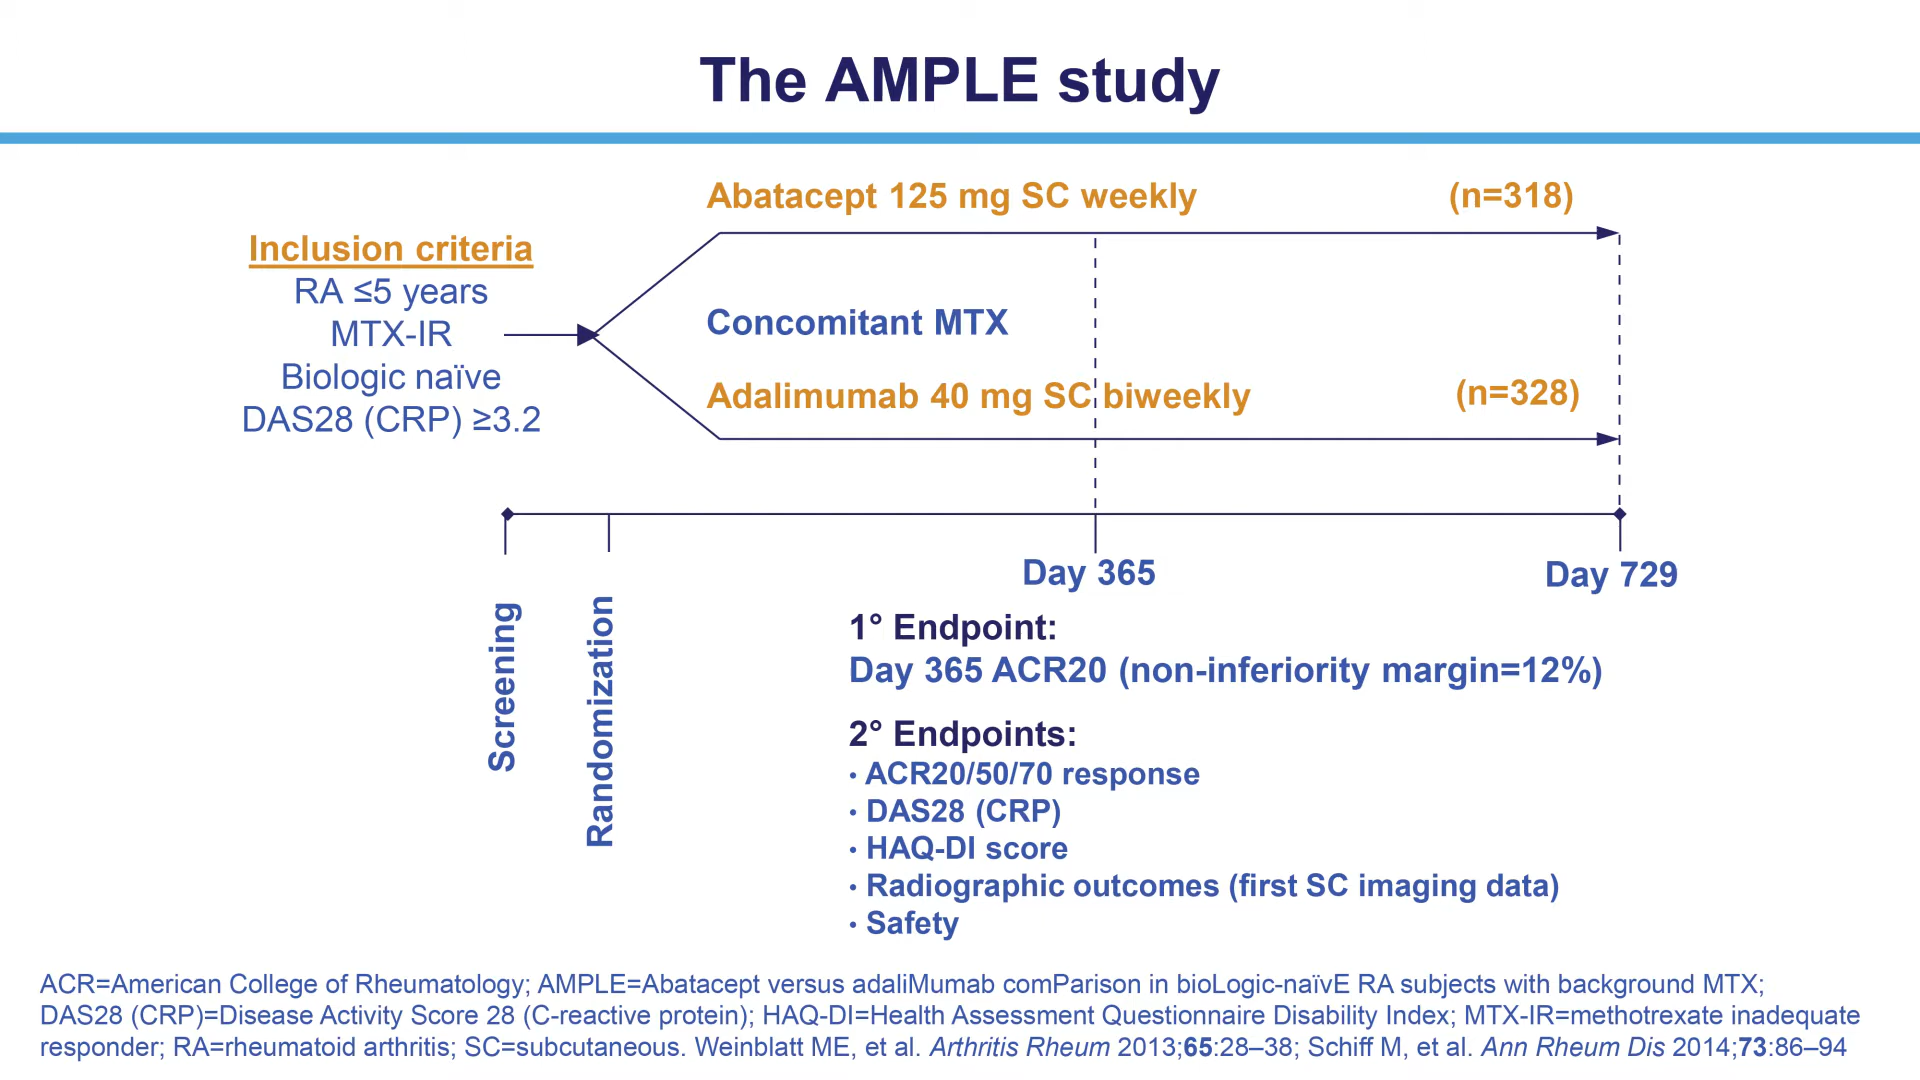 The AMPLE study
Abatacept 125 mg SC weekly (n=318)
Inclusion criteria
RA ≤5 years
MTX-IR
Biologic naïve
DAS28 (CRP) ≥3.2
Concomitant MTX
Adalimumab 40 mg SC biweekly (n=328)
Screening
Randomization
Day 365
Day 729
1° Endpoint:
Day 365 ACR20 (non-inferiority margin=12%)
2° Endpoints:
· ACR20/50/70 response
· DAS28 (CRP)
· HAQ-DI score
· Radiographic outcomes (first SC imaging data)
· Safety
ACR=American College of Rheumatology; AMPLE=Abatacept versus adaliMumab comParison in bioLogic-naïvE RA subjects with background MTX;
DAS28 (CRP)=Disease Activity Score 28 (C-reactive protein); HAQ-DI=Health Assessment Questionnaire Disability Index; MTX-IR=methotrexate inadequate
responder; RA=rheumatoid arthritis; SC=subcutaneous. Weinblatt ME, et al. Arthritis Rheum 2013;65:28–38; Schiff M, et al. Ann Rheum Dis 2014;73:86–94